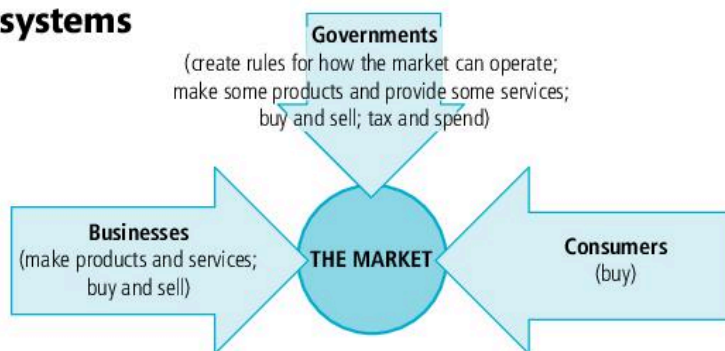 systems
Governments
(create rules for how the market can operate;
make some products and provide some services;
buy and sell; tax and spend)
Businesses
(make products and services;
buy and sell)
THE MARKET
Consumers
(buy)